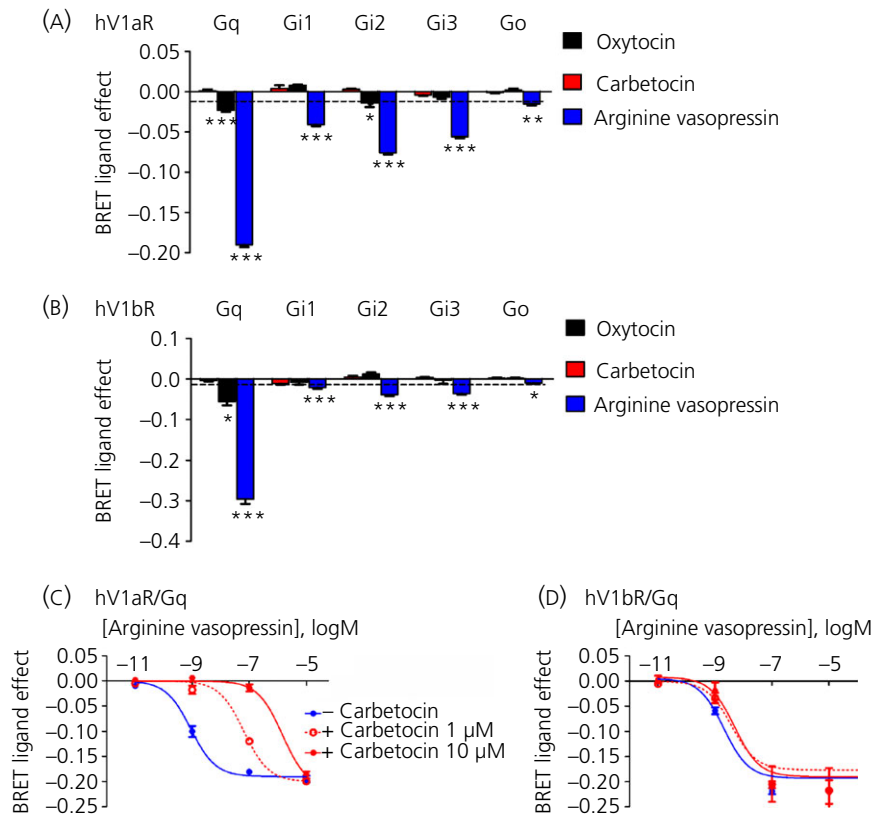 (A) hV1aR Gq Gi1 Gi2 Gi3 Go
BRET ligand effect
0.05
0.00
–0.05
–0.10
–0.15
–0.20
*** *** *** * *** *** **
Oxytocin
Carbetocin
Arginine vasopressin
(B) hV1bR Gq Gi1 Gi2 Gi3 Go
BRET ligand effect
0.1
0.0
–0.1
–0.2
–0.3
–0.4
* *** *** *** *** *
Oxytocin
Carbetocin
Arginine vasopressin
(C) hV1aR/Gq
[Arginine vasopressin], logM
–11 –9 –7 –5
BRET ligand effect
0.05
0.00
–0.05
–0.10
–0.15
–0.20
–0.25
– Carbetocin
+ Carbetocin 1 µM
+ Carbetocin 10 µM
(D) hV1bR/Gq
[Arginine vasopressin], logM
–11 –9 –7 –5
BRET ligand effect
0.05
0.00
–0.05
–0.10
–0.15
–0.20
–0.25